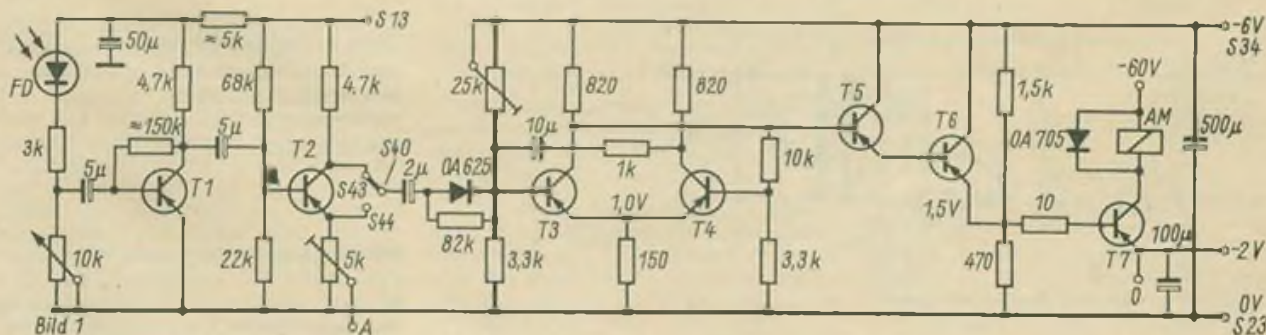 S13
-6V
S34
50µ
≈5k
FD
4,7k
68k
4,7k
25k
820
820
T5
1,5k
-60V
AM
OA705
500µ
3k
≈150k
5µ
5µ
T1
T2
S40
S43
S44
2µ
OA625
10µ
1k
10k
T6
1,0V
1,5V
10
T3
T4
T7
100µ
-2V
82k
10k
22k
5k
3,3k
150
3,3k
470
0
0V
S23
A
Bild 1